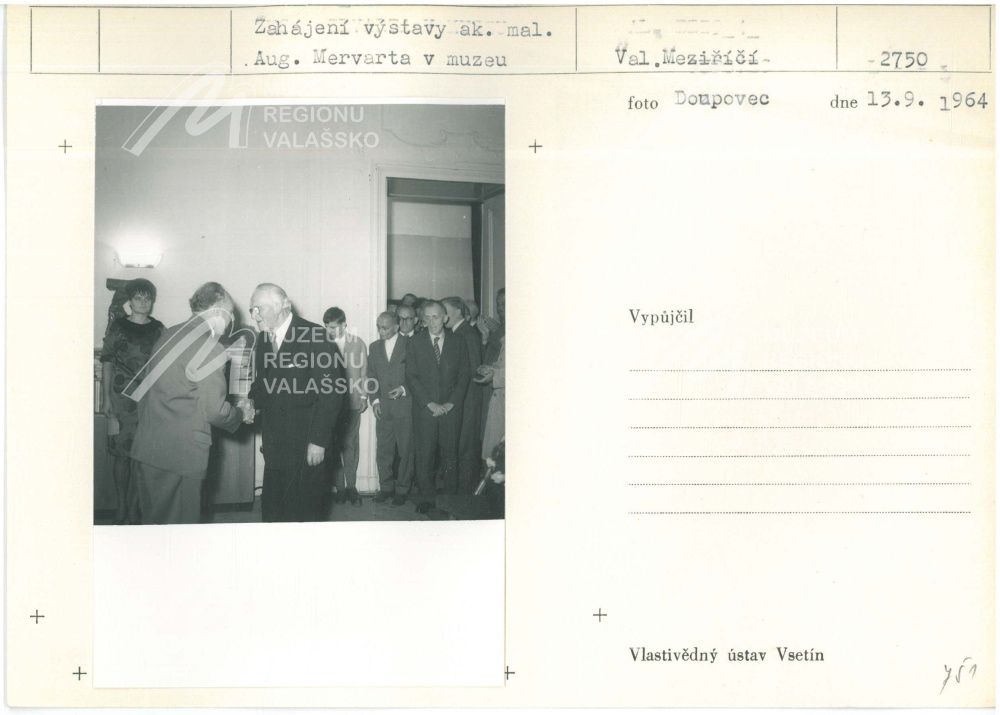 Zahájení výstavy ak. mal.
Aug. Mervarta v muzeu
Val.Meziříčí
2750
foto Doupovec dne 13.9. 1964
REGIONU
VALAŠSKO
MUZEUM
REGIONU
VALAŠSKO
Vypůjčil
Vlastivědný ústav Vsetín
751